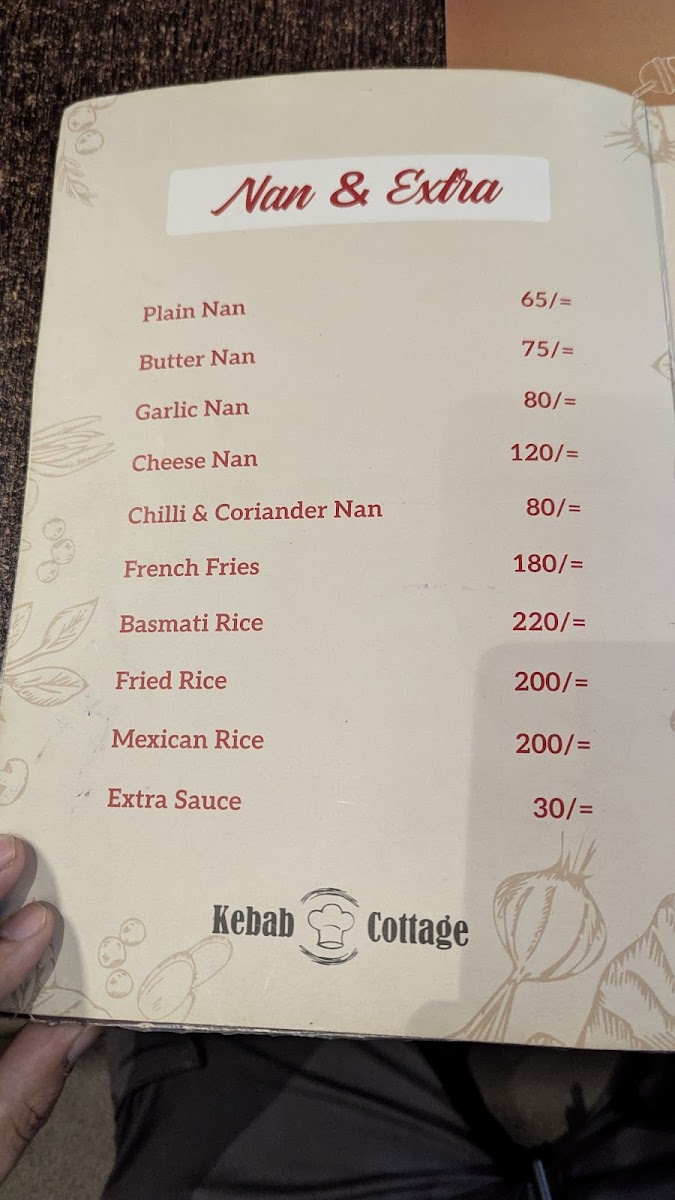 Nan & Extra
Plain Nan 65/=
Butter Nan 75/=
Garlic Nan 80/=
Cheese Nan 120/=
Chilli & Coriander Nan 80/=
French Fries 180/=
Basmati Rice 220/=
Fried Rice 200/=
Mexican Rice 200/=
Extra Sauce 30/=
Kebab Cottage